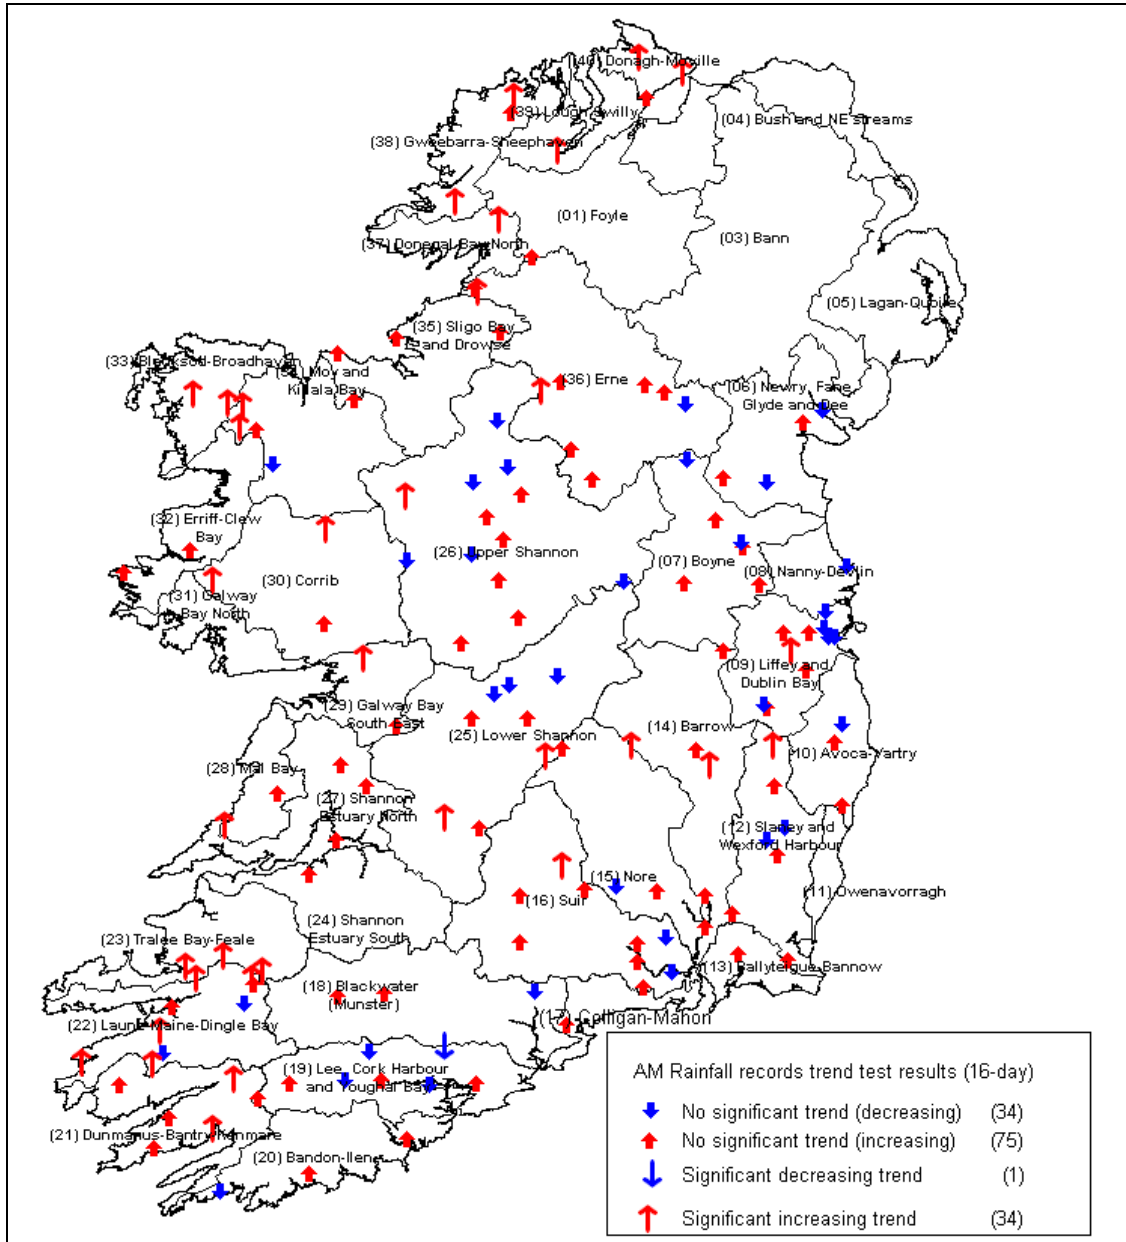 (40) Donagh-Moville
(39) Lough Swilly
(04) Bush and NE streams
(38) Gweebarra-Sheephaven
(01) Foyle
(03) Bann
(37) Donegal Bay North
(05) Lagan-Quoile
(35) Sligo Bay
and Drowse
(33) Blacksod-Broadhaven
Moy and
Killala Bay
(36) Erne
(06) Newry, Fane,
Glyde and Dee
(32) Erriff-Clew
Bay
(26) Upper Shannon
(07) Boyne
(08) Nanny-Devlin
(30) Corrib
(31) Galway
Bay North
(09) Liffey and
Dublin Bay
(29) Galway Bay
South East
(25) Lower Shannon
(14) Barrow
(10) Avoca-Vartry
(28) Mal Bay
(27) Shannon
Estuary North
(12) Slaney and
Wexford Harbour
(15) Nore
(16) Suir
(11) Owenavorragh
(24) Shannon
Estuary South
(23) Tralee Bay-Feale
(13) Ballyteigue-Bannow
(18) Blackwater
(Munster)
(22) Laune-Maine-Dingle Bay
(17) Colligan-Mahon
(19) Lee, Cork Harbour
and Youghal Bay
(21) Dunmanus-Bantry-Kenmare
(20) Bandon-Ilen
AM Rainfall records trend test results (16-day)
No significant trend (decreasing) (34)
No significant trend (increasing) (75)
Significant decreasing trend (1)
Significant increasing trend (34)